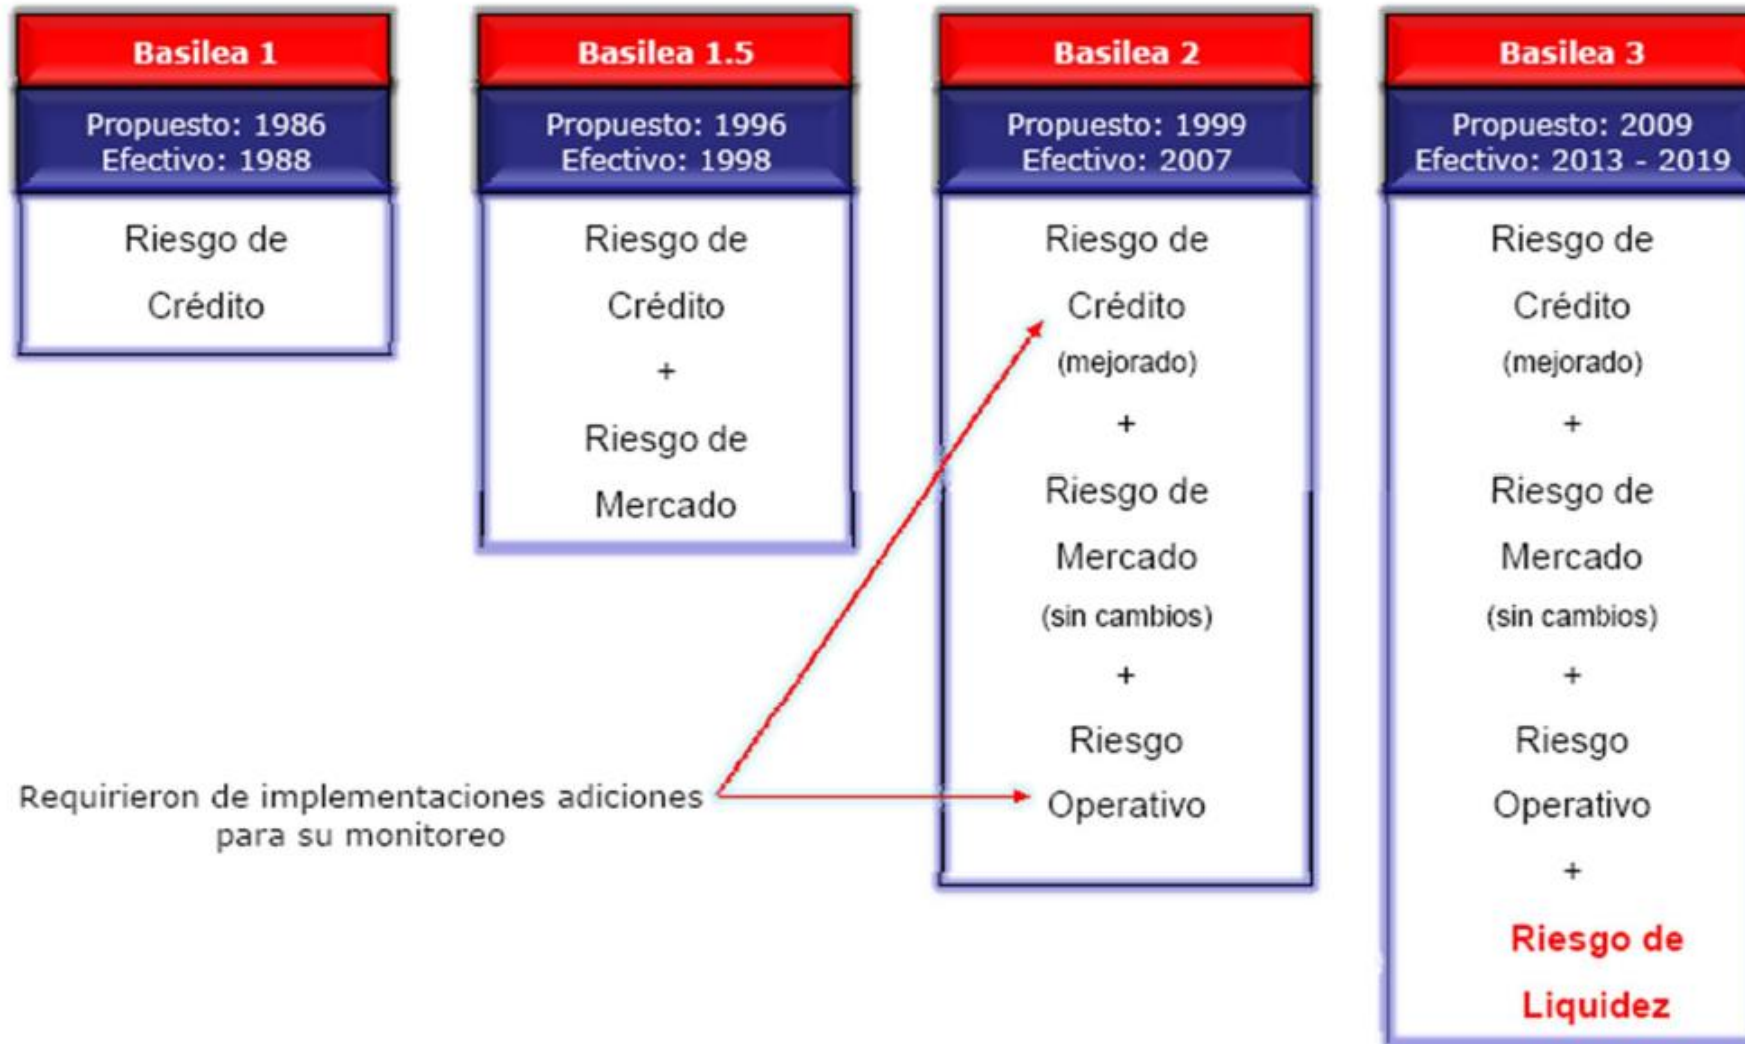 Basilea 1
Propuesto: 1986
Efectivo: 1988
Riesgo de
Crédito
Basilea 1.5
Propuesto: 1996
Efectivo: 1998
Riesgo de
Crédito
+
Riesgo de
Mercado
Basilea 2
Propuesto: 1999
Efectivo: 2007
Riesgo de
Crédito
(mejorado)
+
Riesgo de
Mercado
(sin cambios)
+
Riesgo
Operativo
Basilea 3
Propuesto: 2009
Efectivo: 2013 - 2019
Riesgo de
Crédito
(mejorado)
+
Riesgo de
Mercado
(sin cambios)
+
Riesgo
Operativo
+
Riesgo de
Liquidez
Requirieron de implementaciones adiciones
para su monitoreo